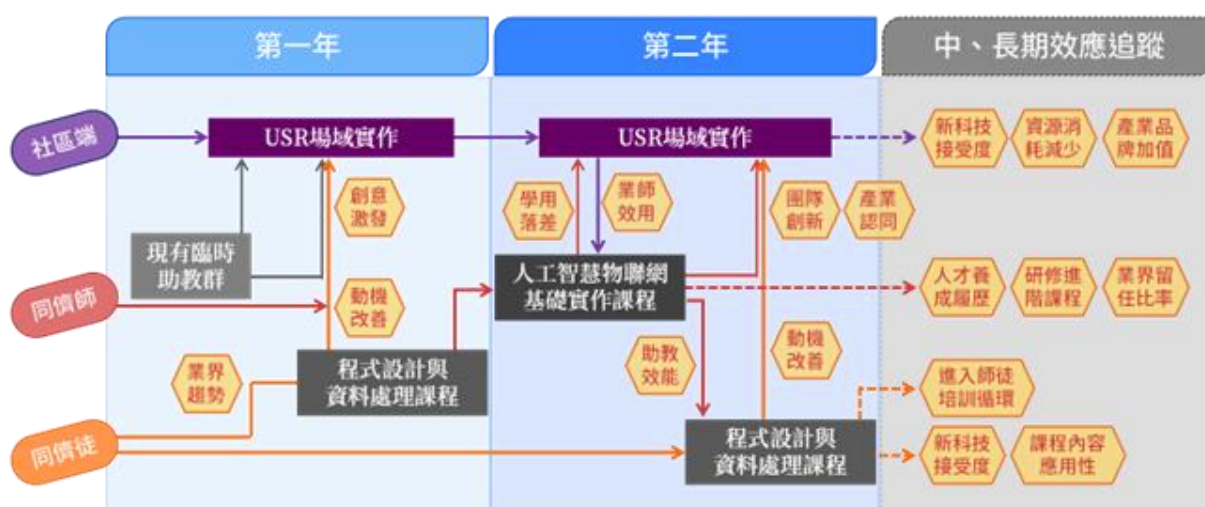 第一年
第二年
中、長期效應追蹤
社區端
USR場域實作
USR場域實作
新科技
接受度
資源消
耗減少
產業品
牌加值
創意
激發
學用
落差
業師
效用
團隊
創新
產業
認同
現有臨時
助教群
人工智慧物聯網
基礎實作課程
同儕師
動機
改善
人才養
成履歷
研修進
階課程
業界留
任比率
業界
趨勢
程式設計與
資料處理課程
助教
效能
動機
改善
進入師徒
培訓循環
同儕徒
程式設計與
資料處理課程
新科技
接受度
課程內容
應用性